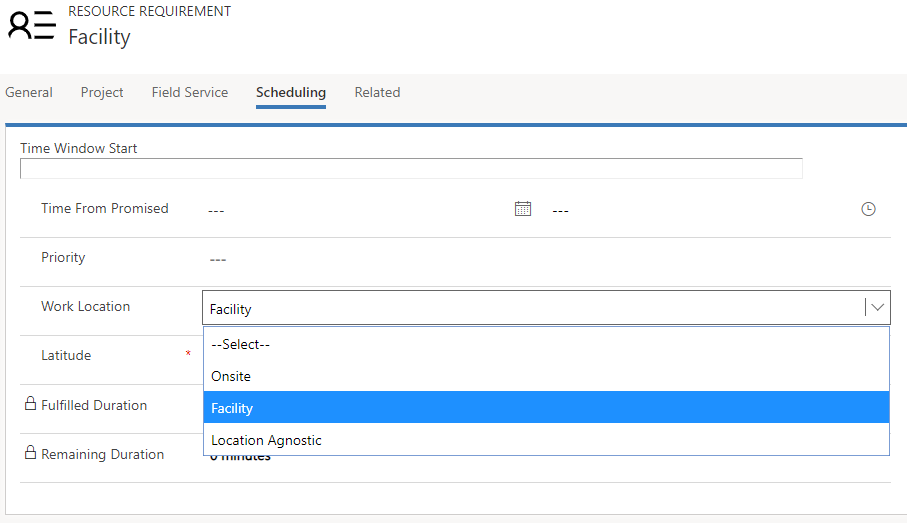 RESOURCE REQUIREMENT
Facility
General Project Field Service Scheduling Related
Time Window Start
Time From Promised --- ---
Priority ---
Work Location Facility
--Select--
Latitude *
Onsite
Fulfilled Duration Facility
Location Agnostic
Remaining Duration 0 minutes